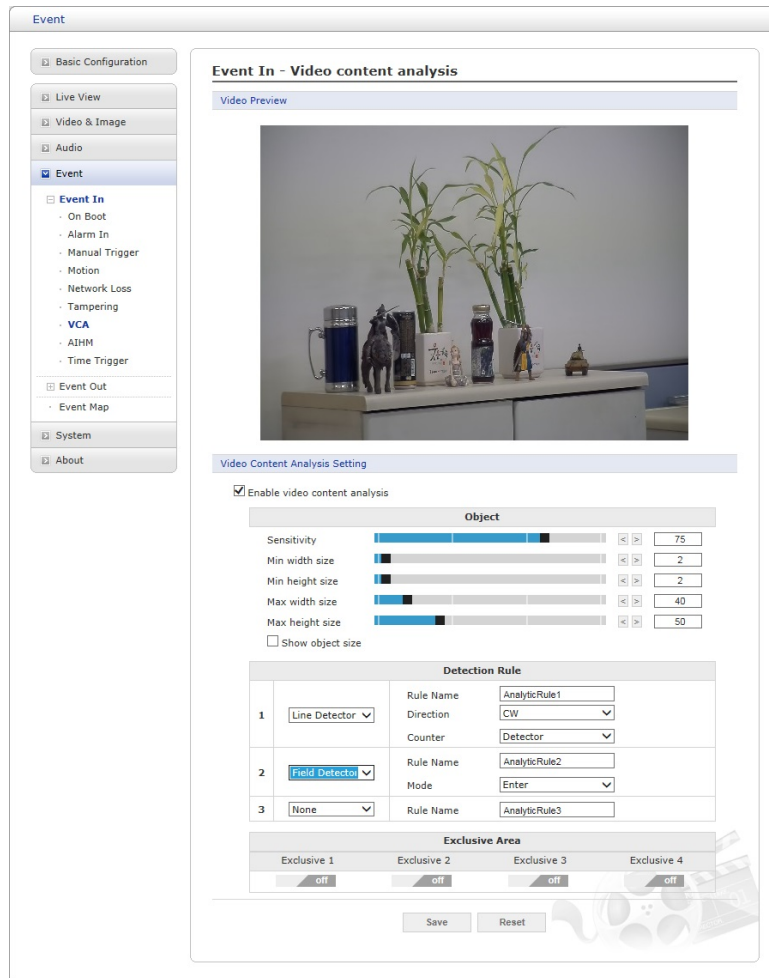 Event
Basic Configuration
Live View
Video & Image
Audio
Event
Event In
On Boot
Alarm In
Manual Trigger
Motion
Network Loss
Tampering
VCA
AIHM
Time Trigger
Event Out
Event Map
System
About
Event In - Video content analysis
Video Preview
Video Content Analysis Setting
Enable video content analysis
Object
Sensitivity < > 75
Min width size < > 2
Min height size < > 2
Max width size < > 40
Max height size < > 50
Show object size
Detection Rule
1 Line Detector
Rule Name AnalyticRule1
Direction CW
Counter Detector
2 Field Detector
Rule Name AnalyticRule2
Mode Enter
3 None Rule Name AnalyticRule3
Exclusive Area
Exclusive 1 Exclusive 2 Exclusive 3 Exclusive 4
off off off off
Save Reset